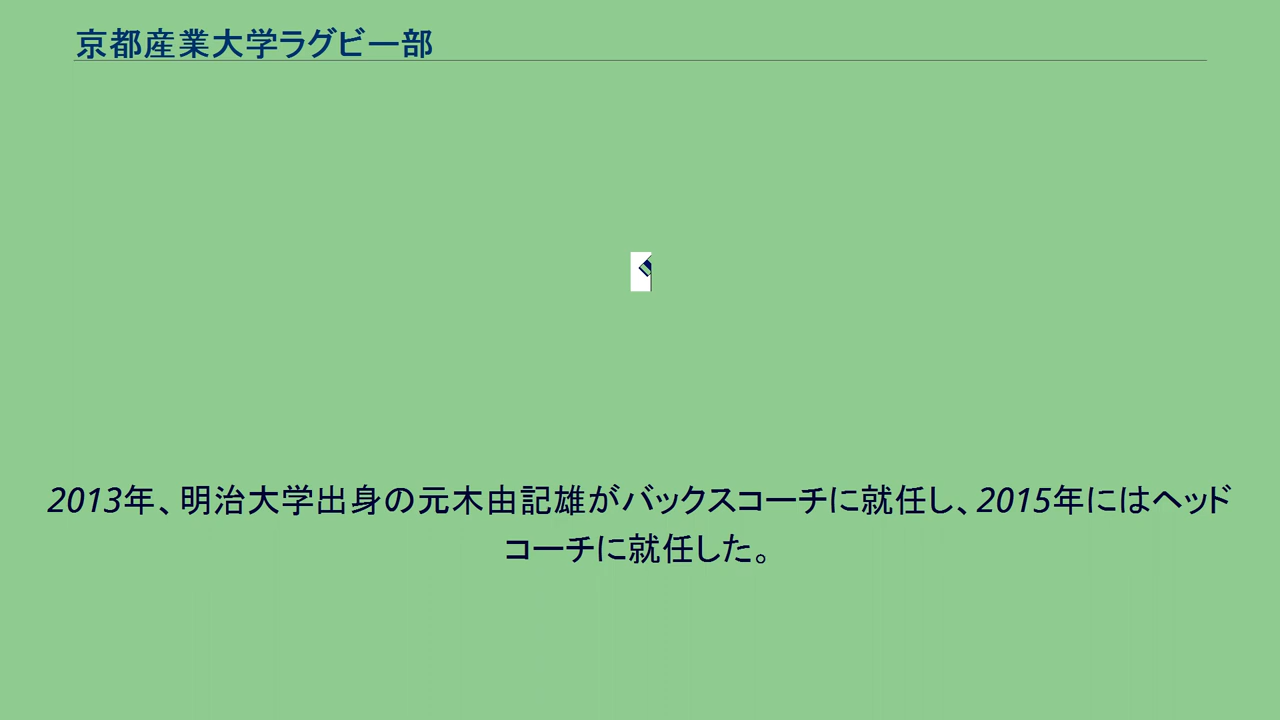 京都産業大学ラグビー部
2013年、明治大学出身の元木由記雄がバックスコーチに就任し、2015年にはヘッド
コーチに就任した。